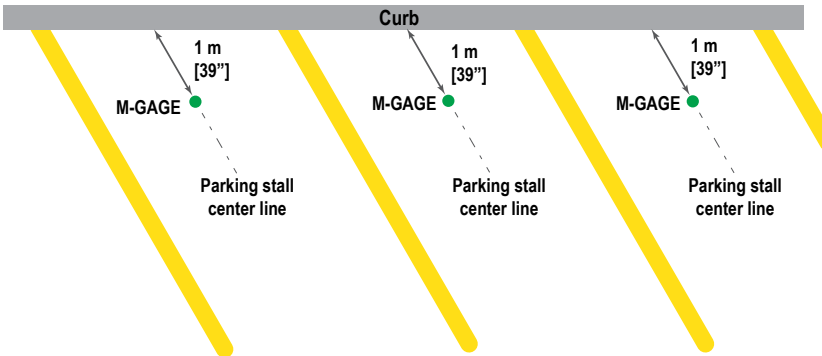 Curb
1 m
[39”]
1 m
[39”]
1 m
[39”]
M-GAGE
M-GAGE
M-GAGE
Parking stall
center line
Parking stall
center line
Parking stall
center line